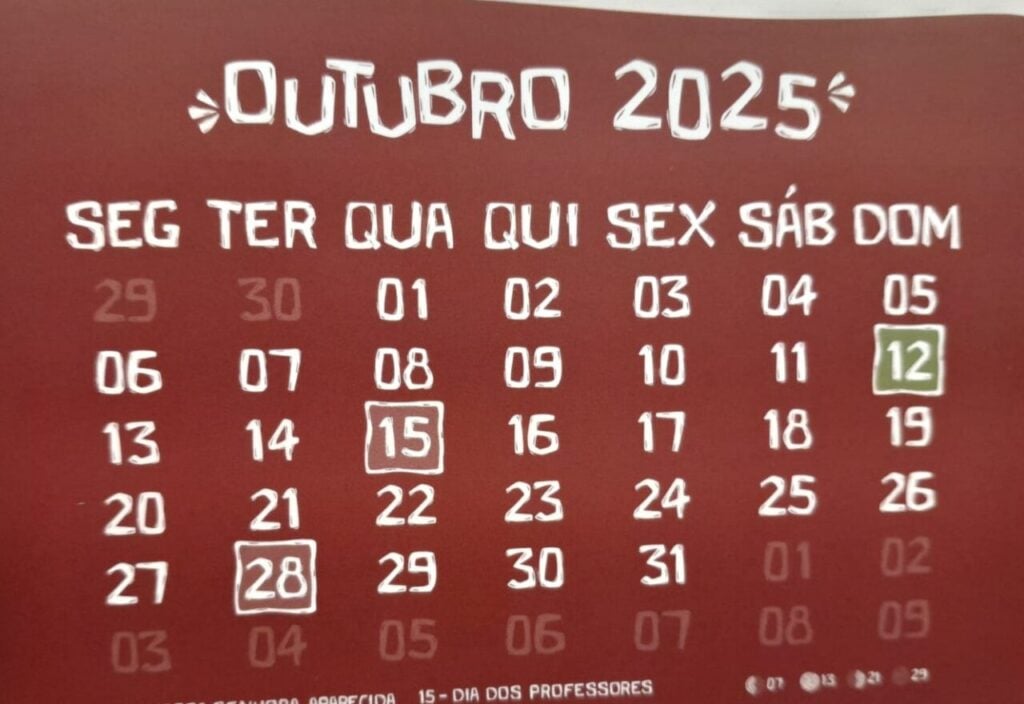 OUTUBRO 2025
SEG TER QUA QUI SEX SÁB DOM
29 30 01 02 03 04 05
06 07 08 09 10 11 12
13 14 15 16 17 18 19
20 21 22 23 24 25 26
27 28 29 30 31 01 02
03 04 05 06 07 08 09
SENHORA APARECIDA 15 - DIA DOS PROFESSORES 07 13 21 29